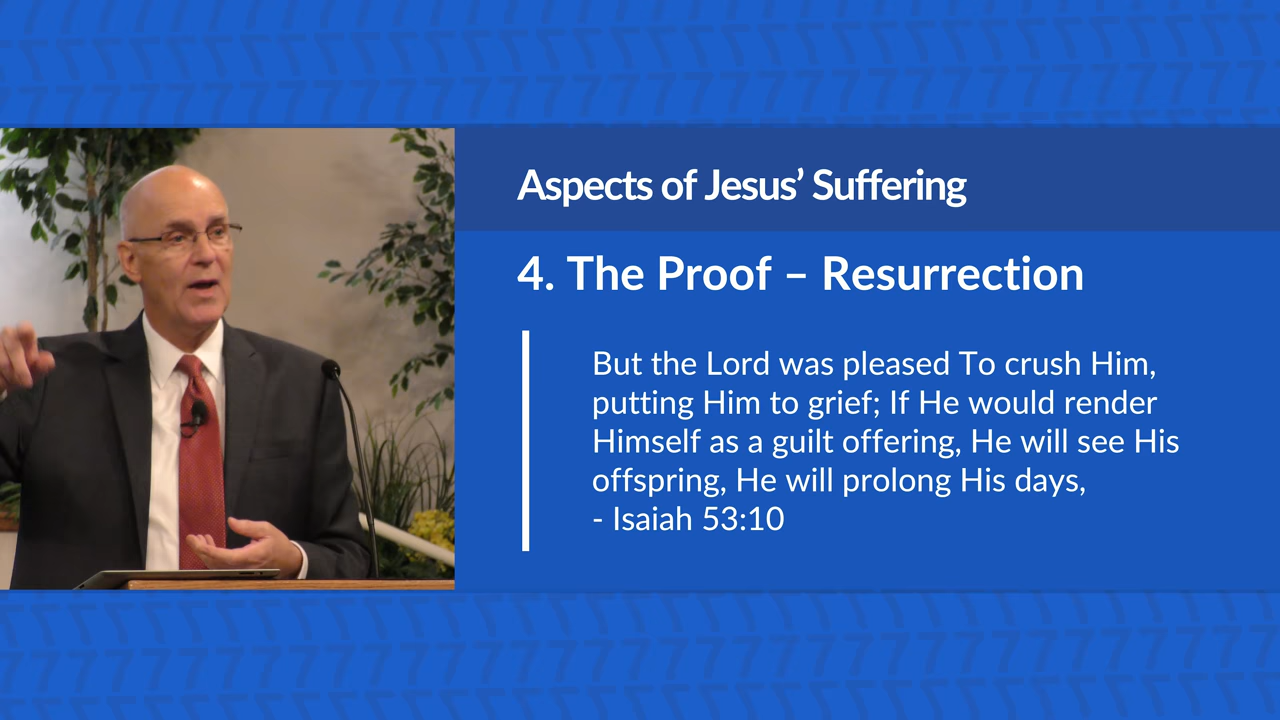 Aspects of Jesus’ Suffering
4. The Proof – Resurrection
But the Lord was pleased To crush Him,
putting Him to grief; If He would render
Himself as a guilt offering, He will see His
offspring, He will prolong His days,
- Isaiah 53:10